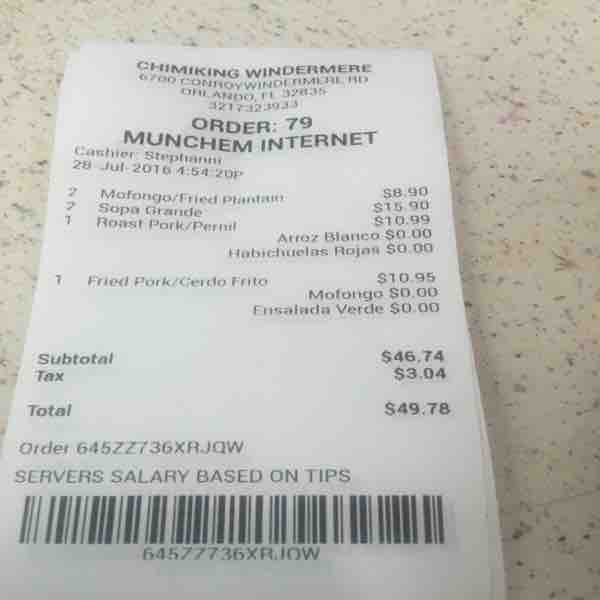 CHIMIKING WINDERMERE
6700 CONROYWINDERMERE RD
ORLANDO, FL 32835
3217323933
ORDER: 79
MUNCHEM INTERNET
Cashier: Stephanni
28-Jul-2016 4:54:20P
2 Mofongo/Fried Plantain $8.90
2 Sopa Grande $15.90
1 Roast Pork/Pernil $10.99
Arroz Blanco $0.00
Habichuelas Rojas $0.00
1 Fried Pork/Cerdo Frito $10.95
Mofongo $0.00
Ensalada Verde $0.00
Subtotal $46.74
Tax $3.04
Total $49.78
Order 645ZZ736XRJQW
SERVERS SALARY BASED ON TIPS
645ZZ736XRJQW